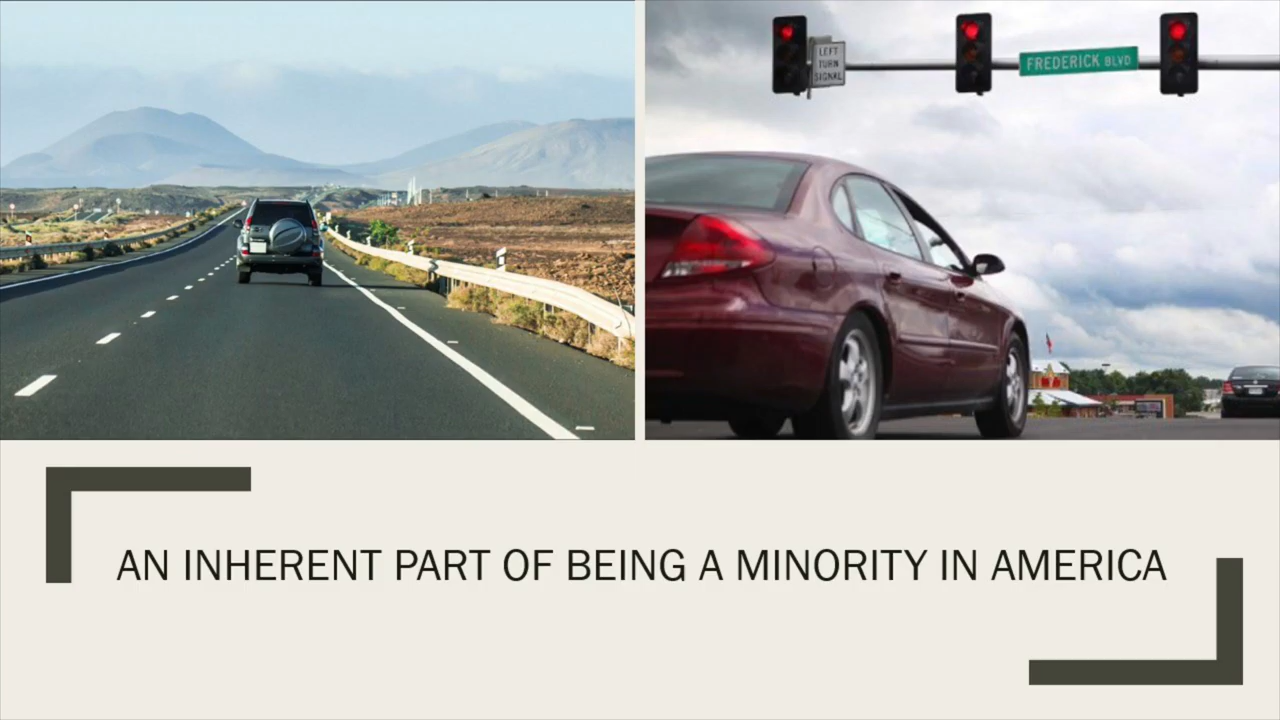 LEFT
TURN
SIGNAL
FREDERICK BLVD
AN INHERENT PART OF BEING A MINORITY IN AMERICA